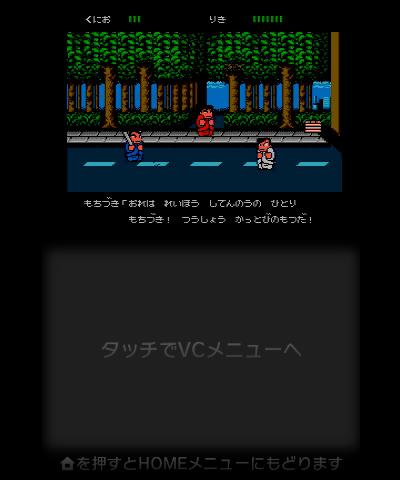 くにお りき
もちづき「おれは れいほう してんのうの ひとり
もちづき! つうしょう かっとびのもつだ!
タッチでVCメニューへ
を押すとHOMEメニューにもどります